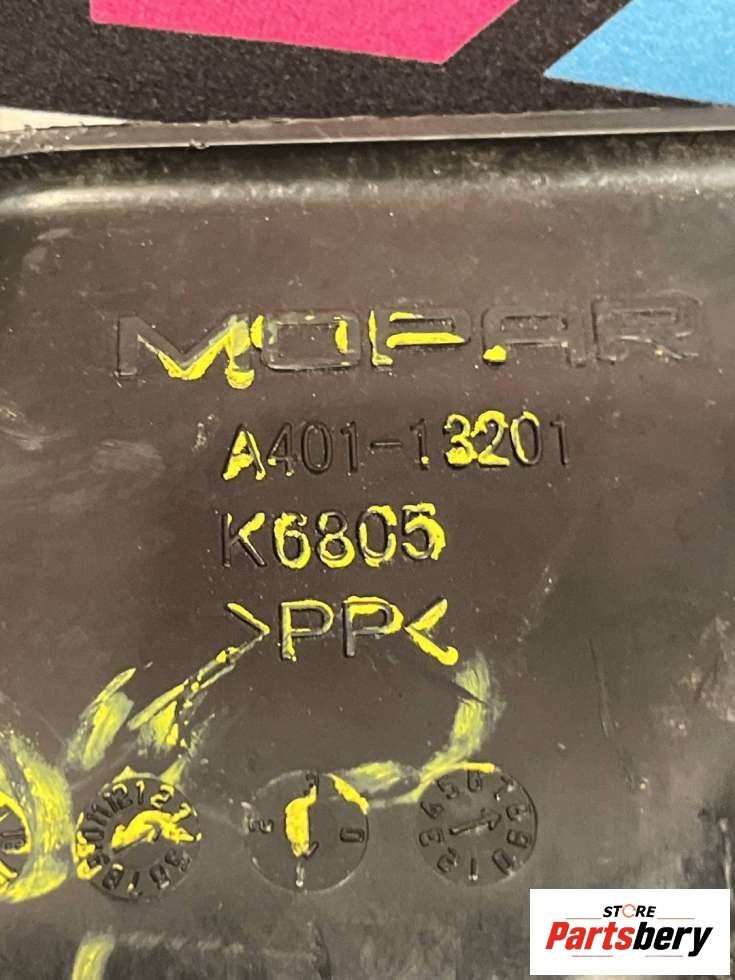 MOPAR
A401-13201
K6805
>PP<
STORE
Partsbery